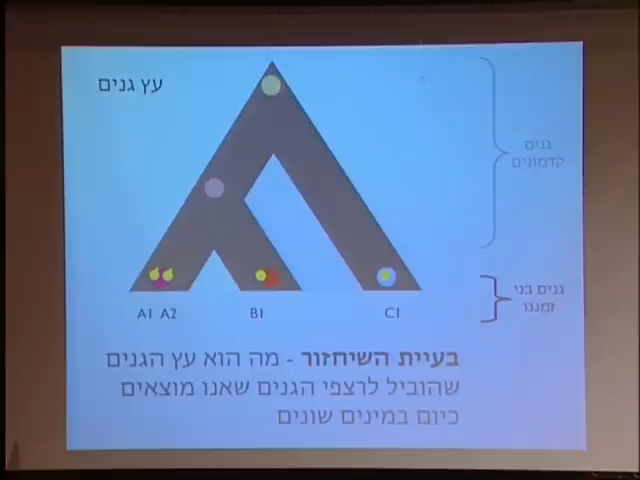 עץ גנים
גנים
קדמונים
גנים בני
זמננו
A1 A2
B1
C1
בעיית השיחזור - מה הוא עץ הגנים
שהוביל לרצפי הגנים שאנו מוצאים
כיום במינים שונים